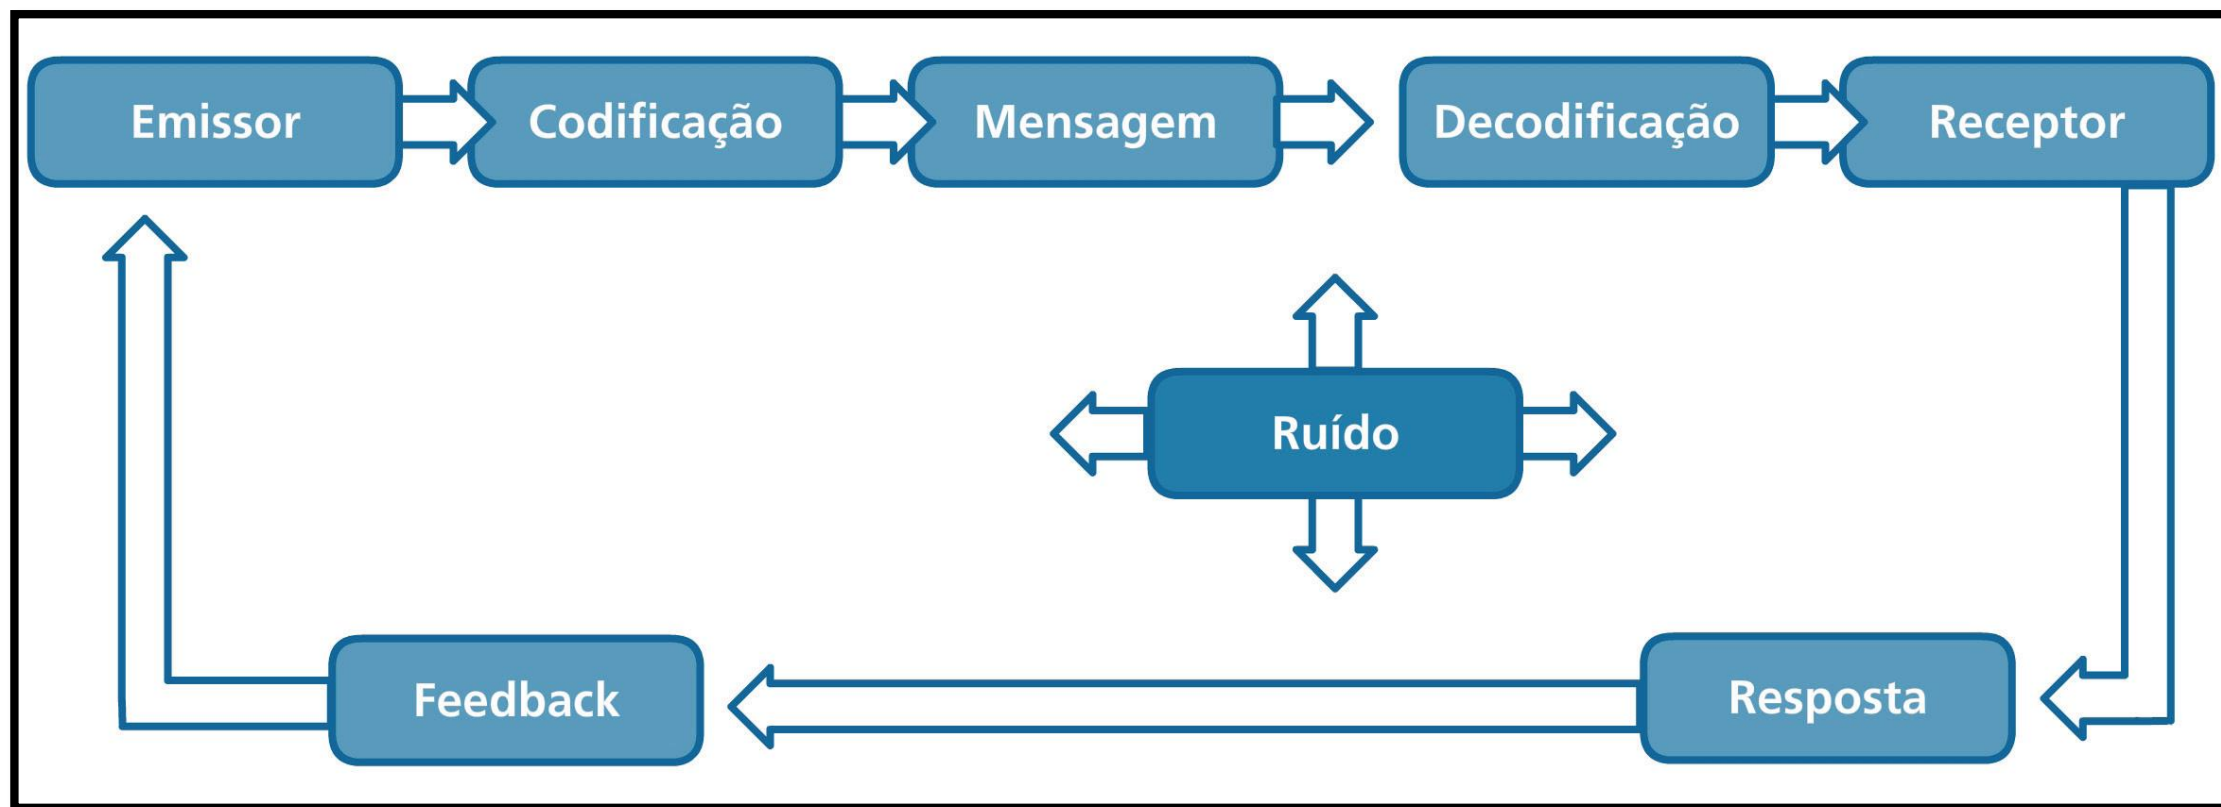 Emissor
Codificação
Mensagem
Decodificação
Receptor
Ruído
Feedback
Resposta